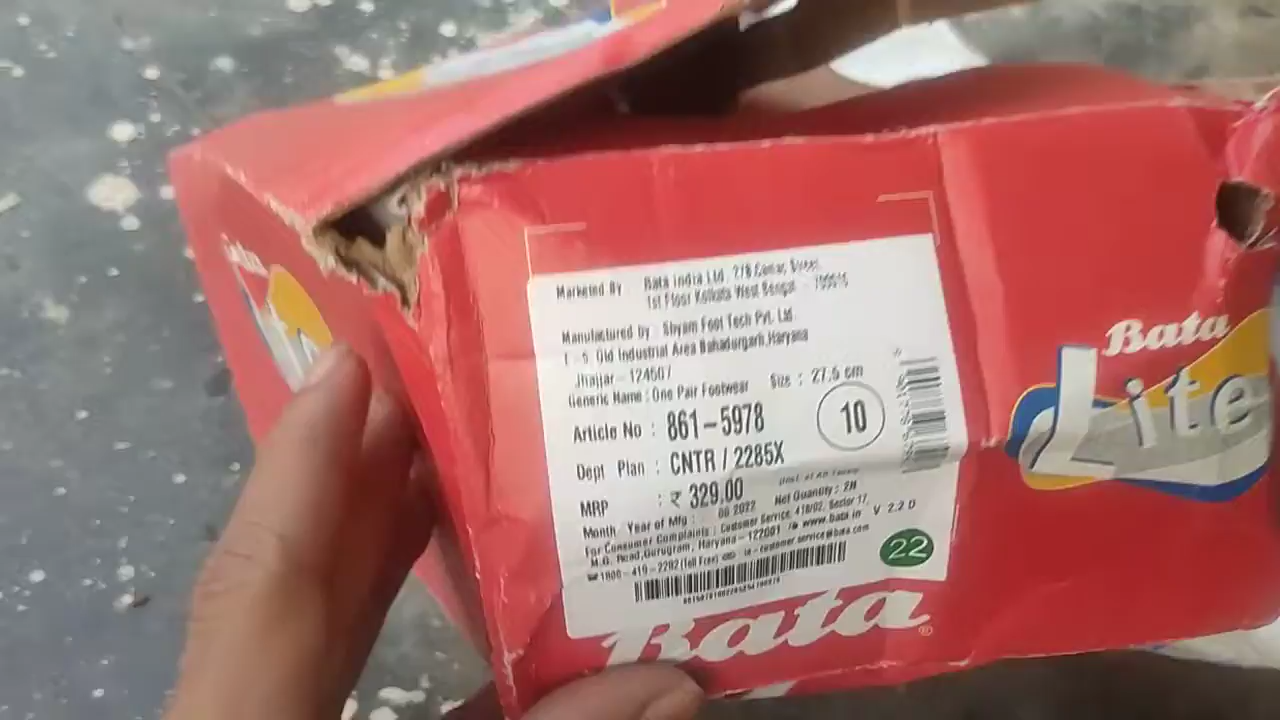 Marketed By Bata India Ltd, 27B Camac Street,
1st Floor Kolkata West Bengal - 700016
Manufactured by : Shyam Foot Tech Pvt. Ltd.
Old Industrial Area Bahadurgarh, Haryana
Jhajjar - 124507
Generic Name : One Pair Footwear Size : 27.5 cm
Article No : 861-5978 10
Dept Plan : CNTR / 2285X
MRP : ₹ 329.00
Month Year of Mfg : 06 2022 Net Quantity : 2N
For Consumer Complaints : Customer Service, 418/02, Sector 17,
M.G. Road, Gurugram, Haryana - 122001 www.bata.in V 2.2 D
1800-419-2282 (Toll Free) in-customer.service@bata.com
22
Bata
Bata
Lite